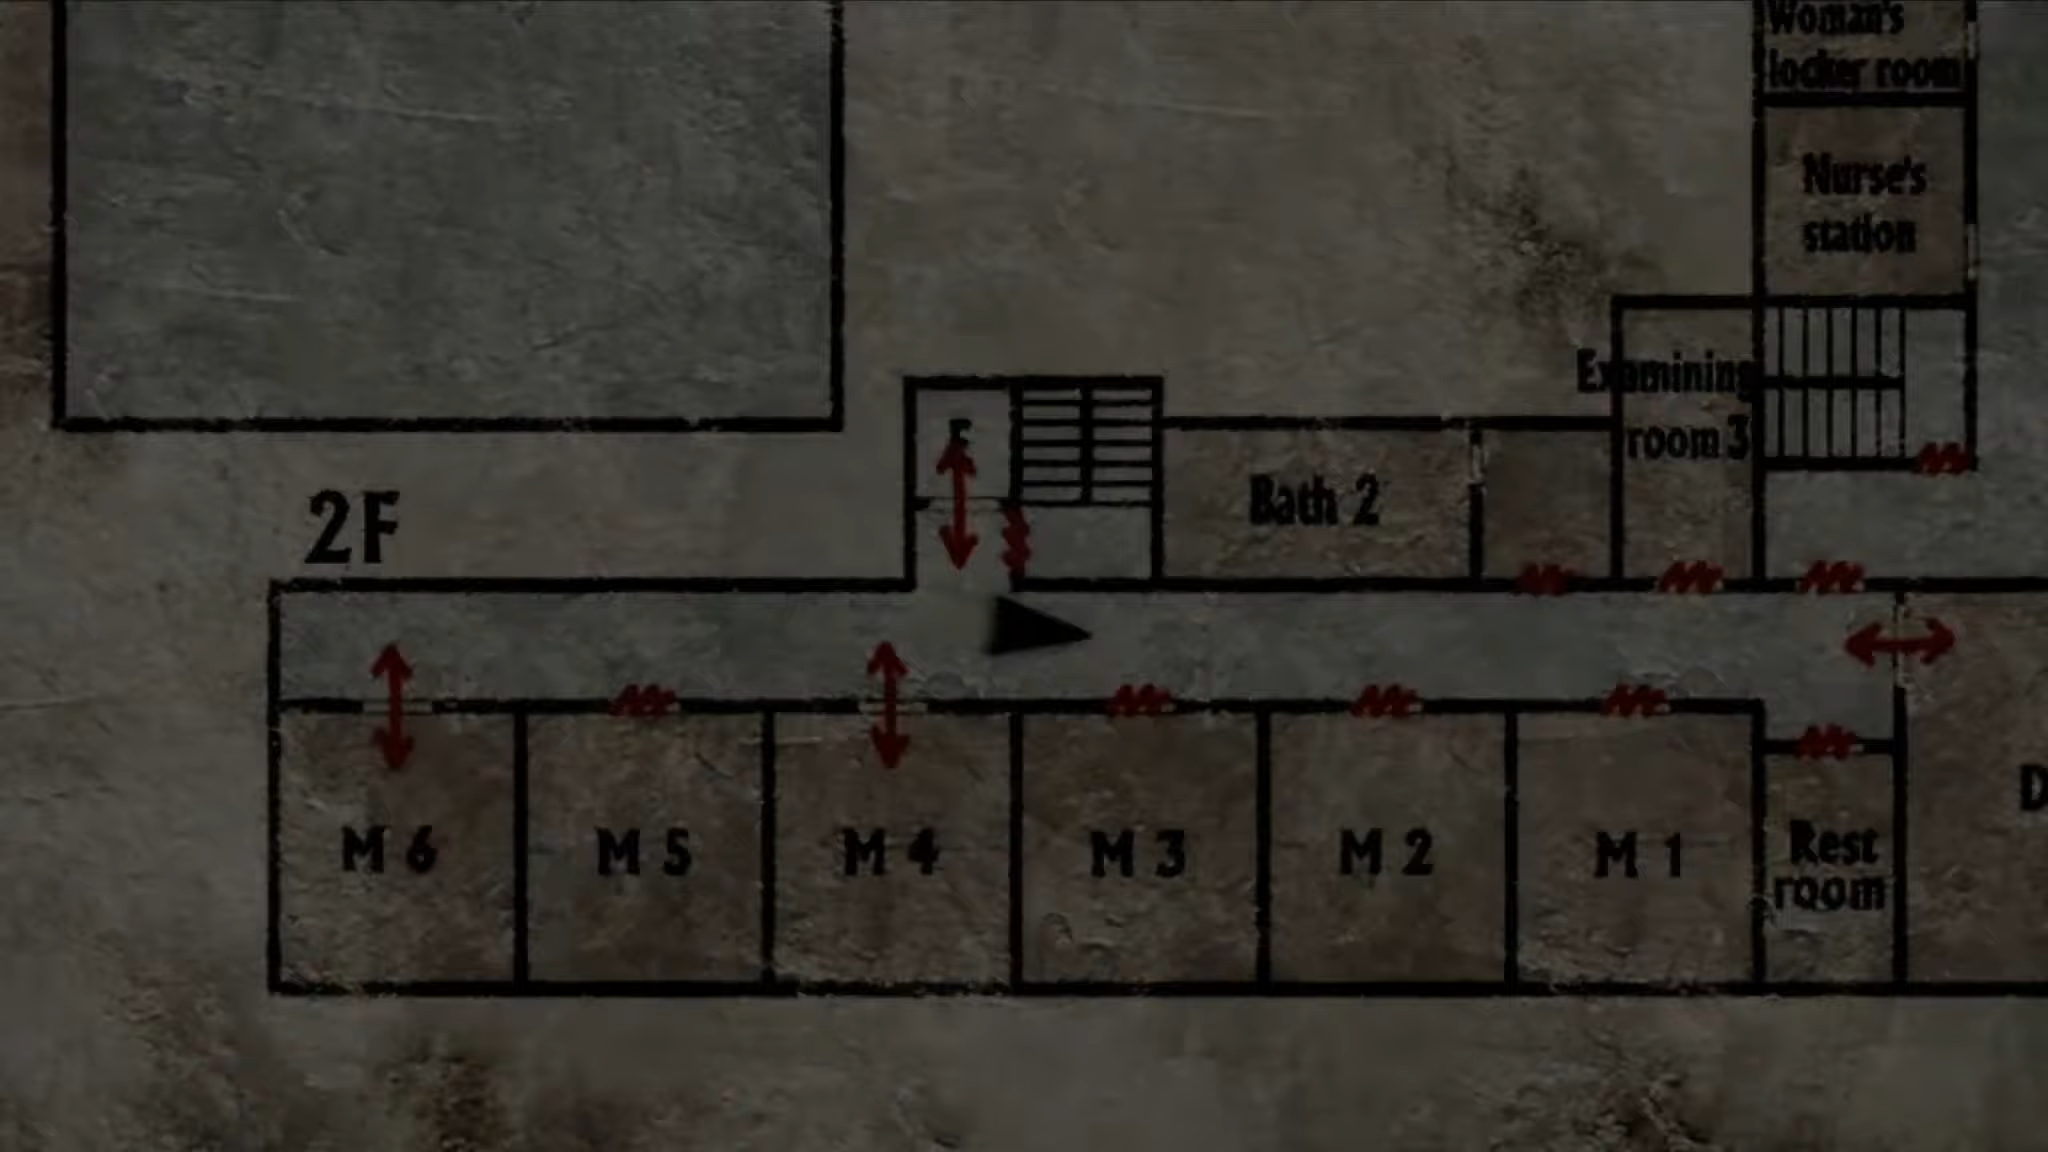 Woman's
locker room
Nurse's
station
Examining
room 3
E
Bath 2
2F
M 6
M 5
M 4
M 3
M 2
M 1
Rest
room
D